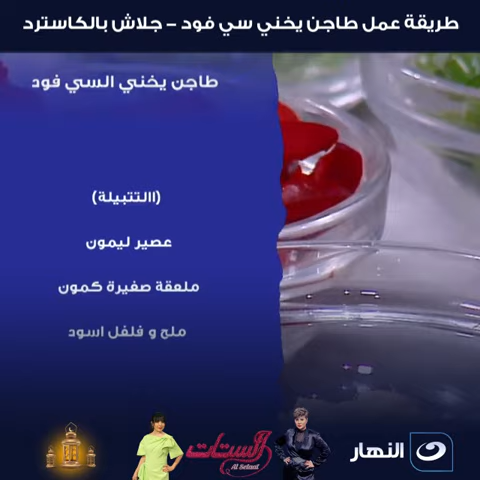 طريقة عمل طاجن يخني سي فود - جلاش بالكاسترد
طاجن يخني السي فود
(االتتبيلة)
عصير ليمون
ملعقة صغيرة كمون
ملح و فلفل اسود
الستات
Al Setaat
النهار